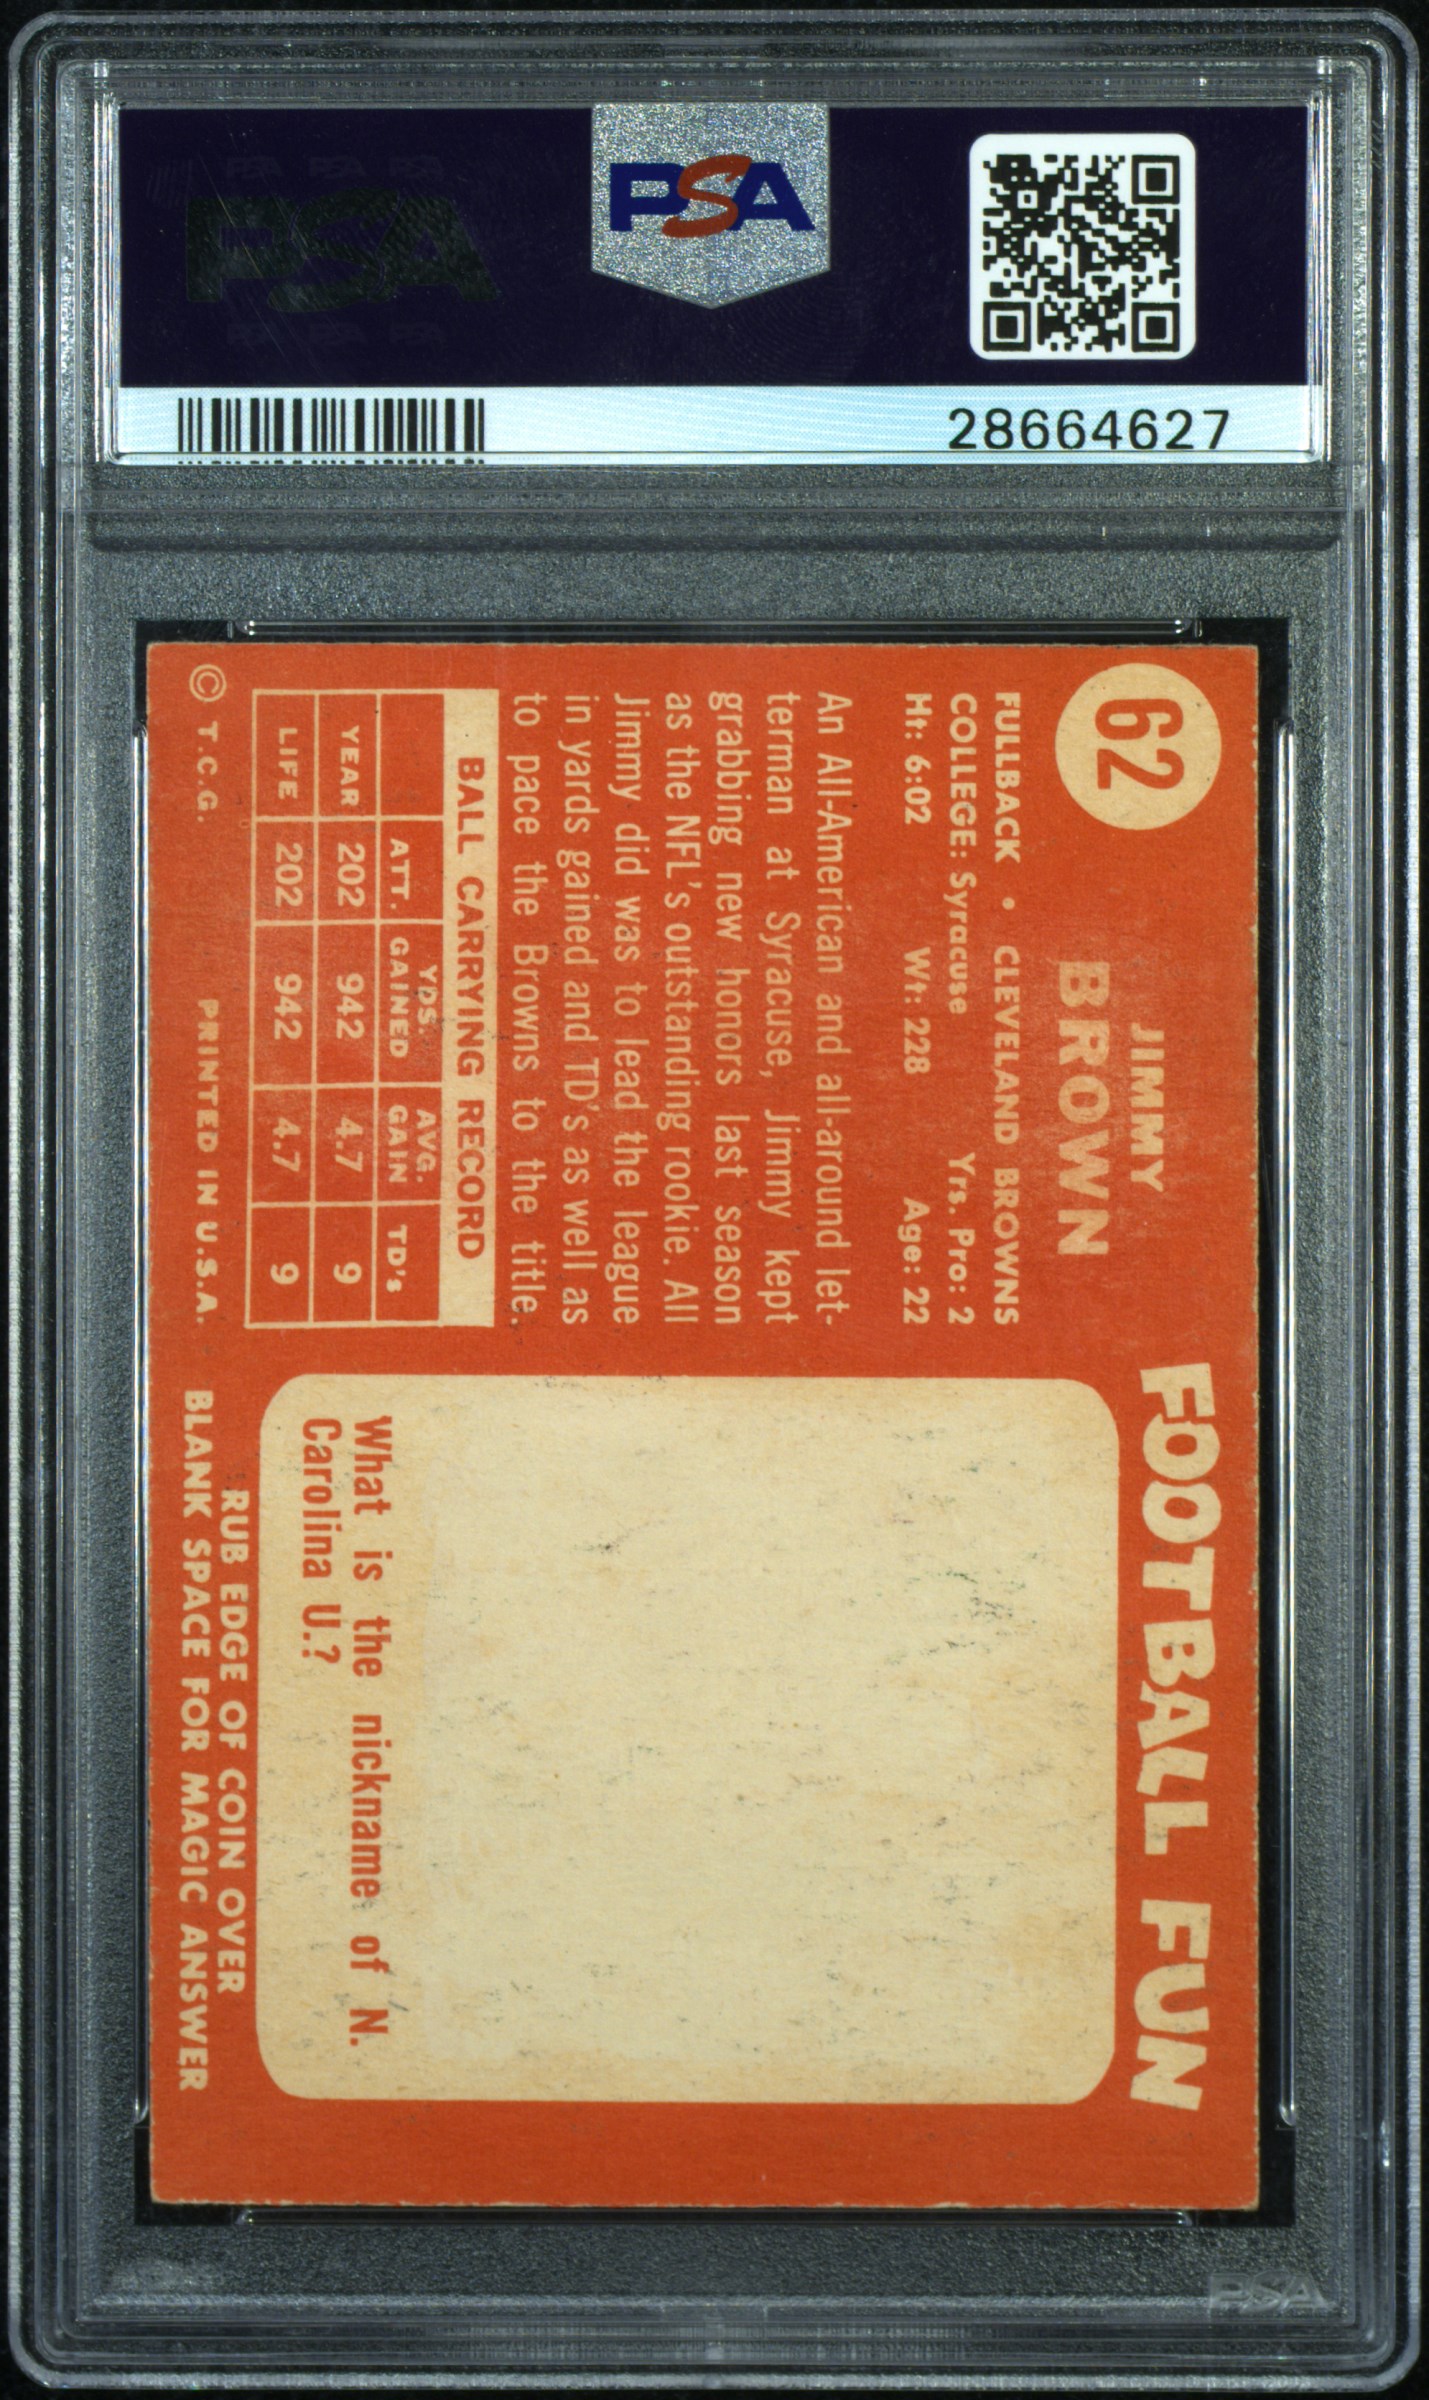 PSA
PSA
28664627
62
JIMMY
BROWN
FULLBACK • CLEVELAND BROWNS
COLLEGE: Syracuse Yrs. Pro: 2
Ht: 6:02 Wt: 228 Age: 22
An All-American and all-around let-
terman at Syracuse, Jimmy kept
grabbing new honors last season
as the NFL's outstanding rookie. All
Jimmy did was to lead the league
in yards gained and TD's as well as
to pace the Browns to the title.
BALL CARRYING RECORD
ATT. YDS. GAINED AVG. GAIN TD's
YEAR 202 942 4.7 9
LIFE 202 942 4.7 9
© T.C.G. PRINTED IN U.S.A.
FOOTBALL FUN
What is the nickname of N.
Carolina U.?
RUB EDGE OF COIN OVER
BLANK SPACE FOR MAGIC ANSWER
PSA